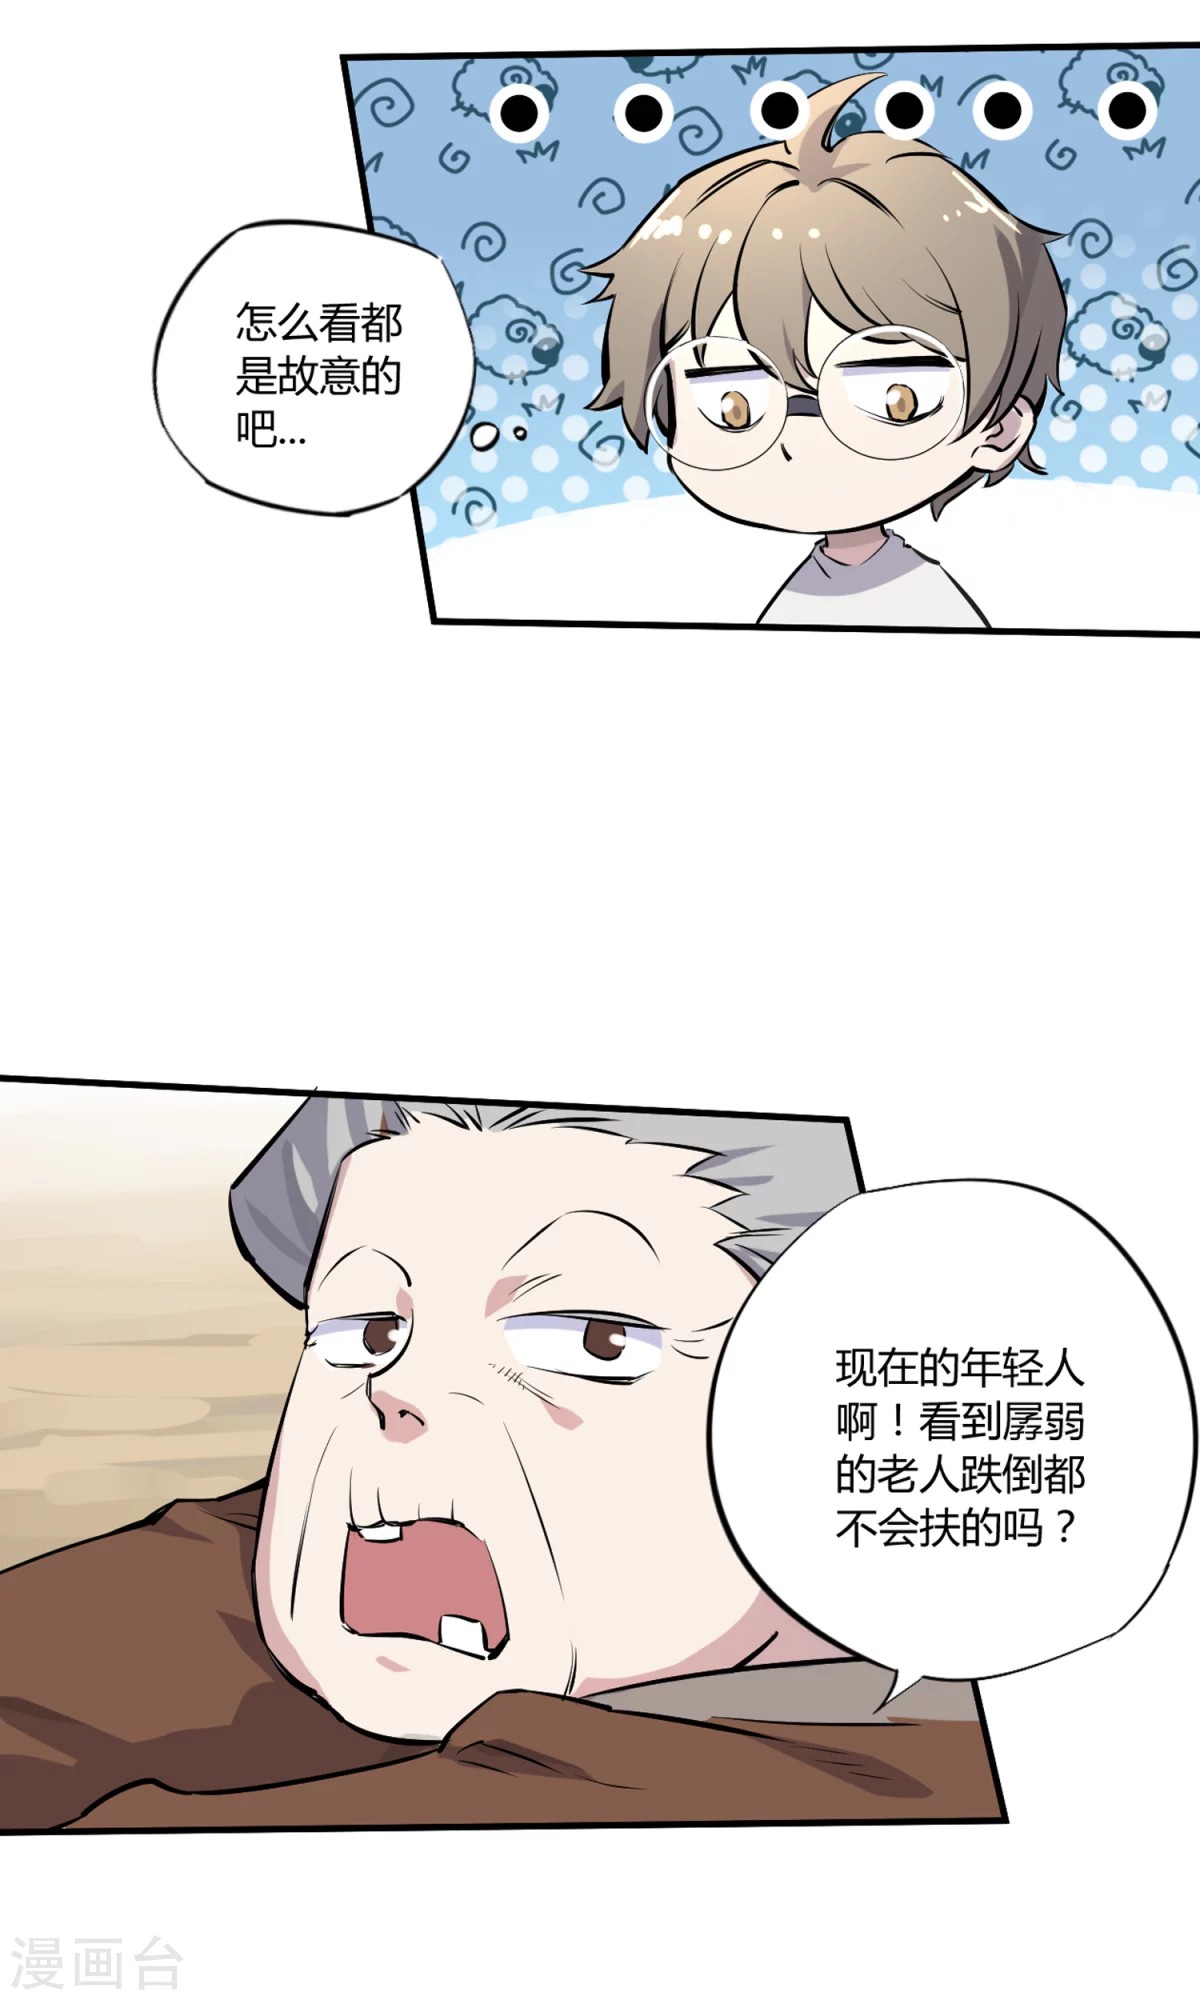 怎么看都
是故意的
吧...
现在的年轻人
啊！看到孱弱
的老人跌倒都
不会扶的吗？
漫画台